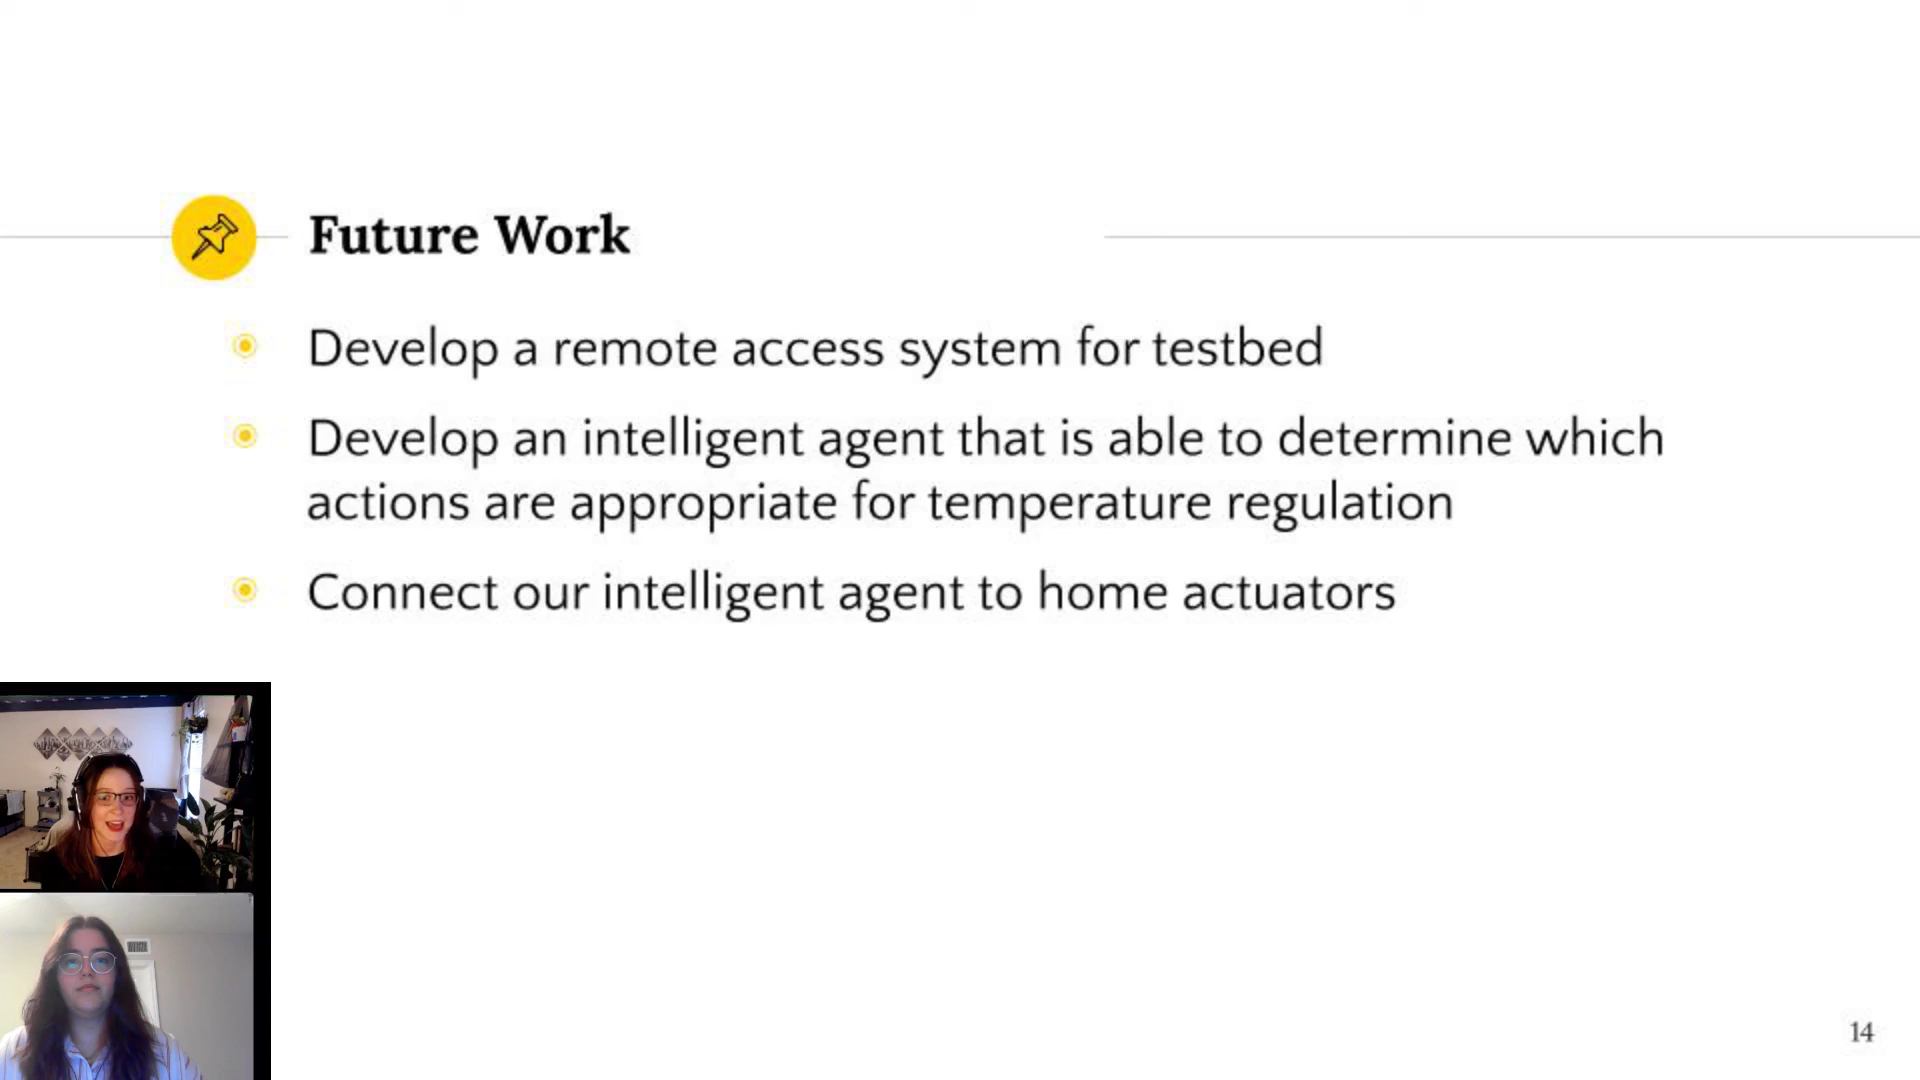 Future Work
Develop a remote access system for testbed
Develop an intelligent agent that is able to determine which
actions are appropriate for temperature regulation
Connect our intelligent agent to home actuators
14